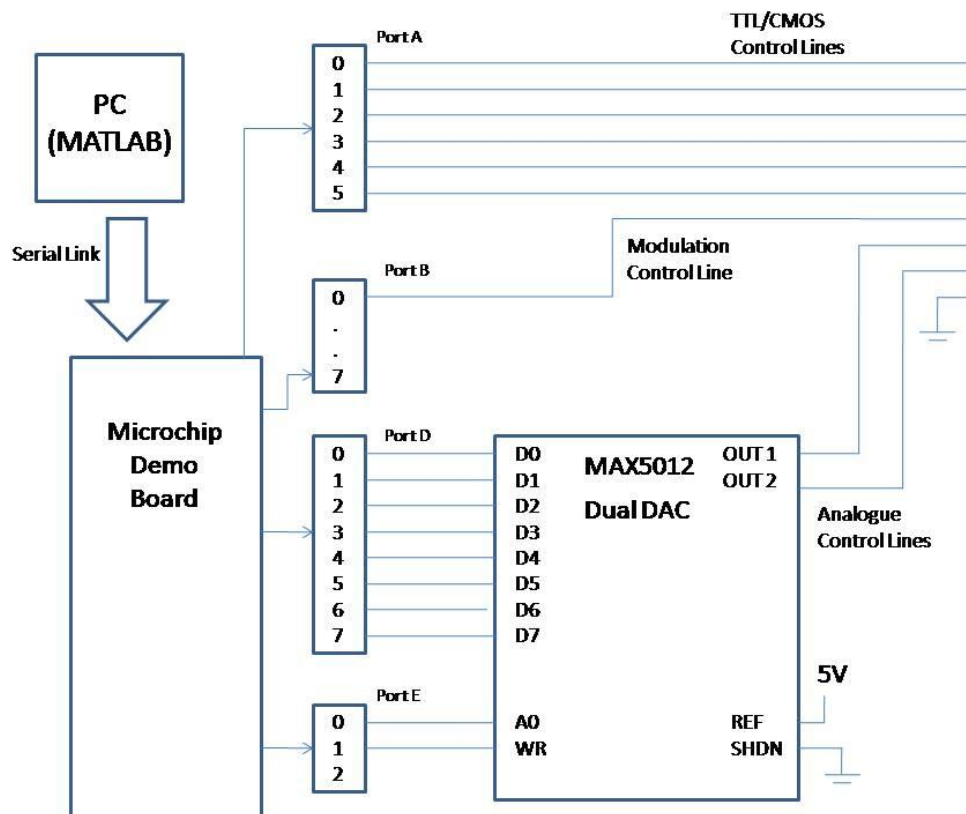 TTL/CMOS
Control Lines
Port A
0
1
2
3
4
5
PC
(MATLAB)
Serial Link
Modulation
Control Line
Port B
0
.
.
7
Microchip
Demo
Board
Port D
0
1
2
3
4
5
6
7
D0
D1
D2
D3
D4
D5
D6
D7
MAX5012
Dual DAC
OUT 1
OUT 2
Analogue
Control Lines
5V
Port E
0
1
2
A0
WR
REF
SHDN